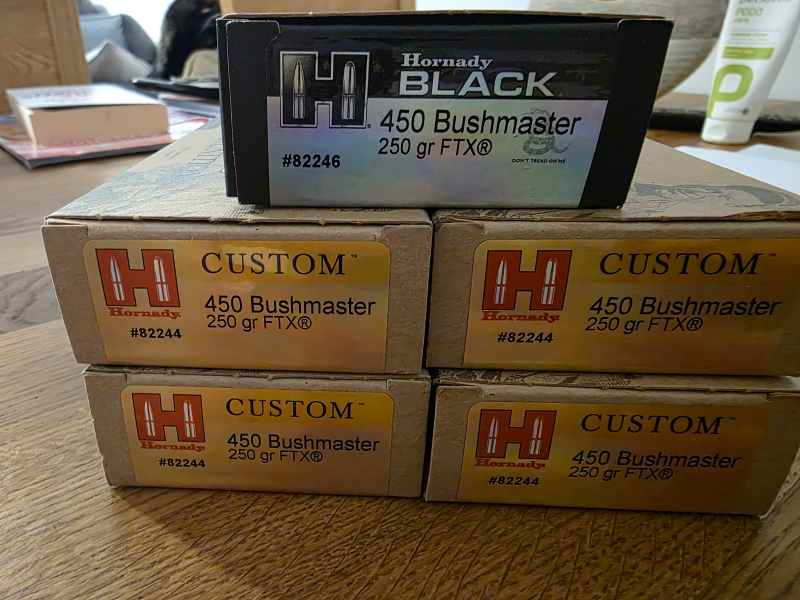 Hornady
BLACK
450 Bushmaster
250 gr FTX®
#82246
DON'T TREAD ON ME
CUSTOM™
Hornady
450 Bushmaster
250 gr FTX®
#82244
CUSTOM™
Hornady
450 Bushmaster
250 gr FTX®
#82244
CUSTOM™
Hornady
450 Bushmaster
250 gr FTX®
#82244
CUSTOM™
Hornady
450 Bushmaster
250 gr FTX®
#82244